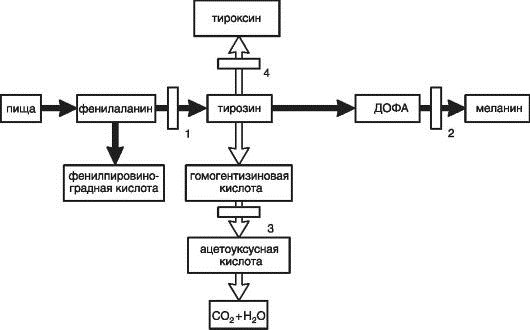 тироксин
4
пища
фенилаланин
1
тирозин
ДОФА
2
меланин
фенилпировино-
градная кислота
гомогентизиновая
кислота
3
ацетоуксусная
кислота
CO₂+H₂O